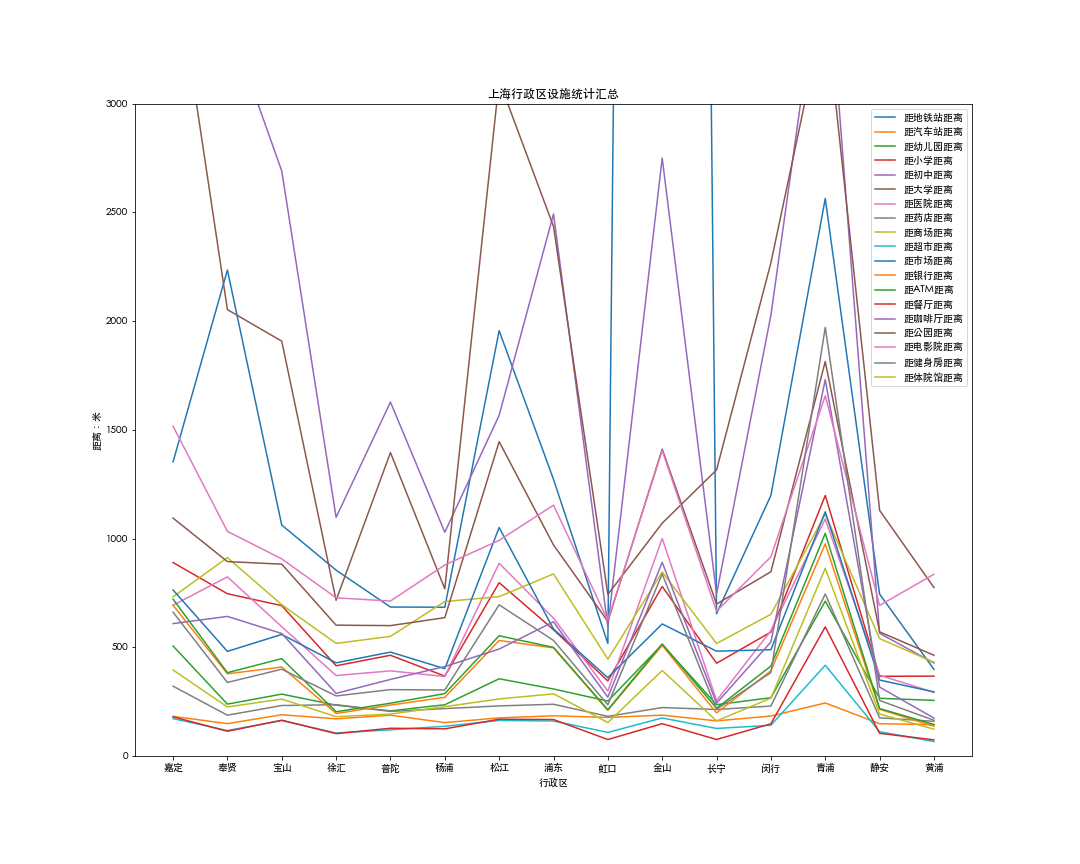 上海行政区设施统计汇总
3000
2500
2000
1500
1000
500
0
距离：米
嘉定 奉贤 宝山 徐汇 普陀 杨浦 松江 浦东 虹口 金山 长宁 闵行 青浦 静安 黄浦
行政区
距地铁站距离
距汽车站距离
距幼儿园距离
距小学距离
距初中距离
距大学距离
距医院距离
距药店距离
距商场距离
距超市距离
距市场距离
距银行距离
距ATM距离
距餐厅距离
距咖啡厅距离
距公园距离
距电影院距离
距健身房距离
距体院馆距离